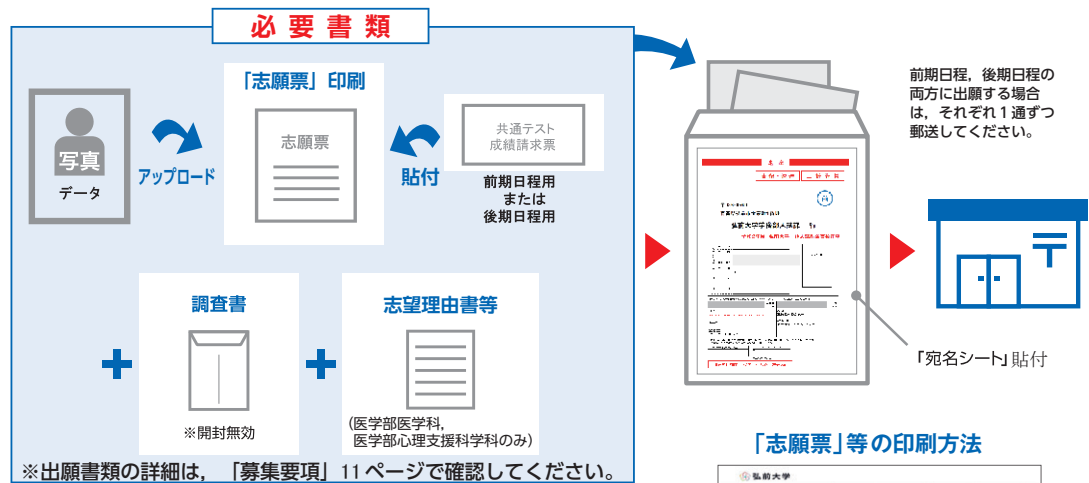 必要書類
「志願票」印刷
写真
データ
アップロード
志願票
貼付
共通テスト
成績請求票
前期日程用
または
後期日程用
調査書
※開封無効
志望理由書等
(医学部医学科,
医学部心理支援科学科のみ)
※出願書類の詳細は，「募集要項」11ページで確認してください。
前期日程，後期日程の
両方に出願する場合
は，それぞれ１通ずつ
郵送してください。
「宛名シート」貼付
「志願票」等の印刷方法
弘前大学